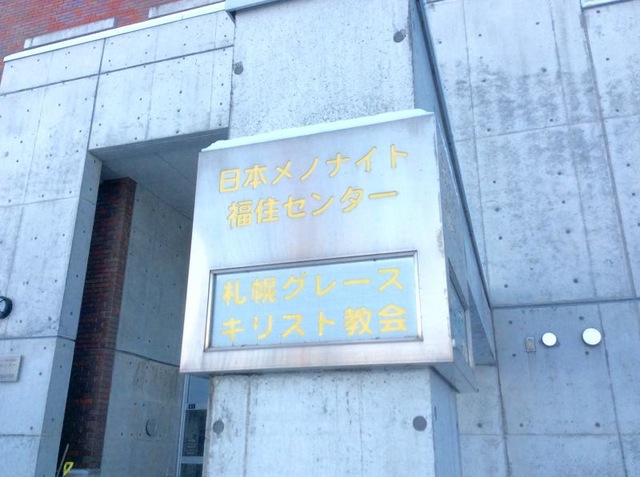 日本メノナイト
福住センター
札幌グレース
キリスト教会